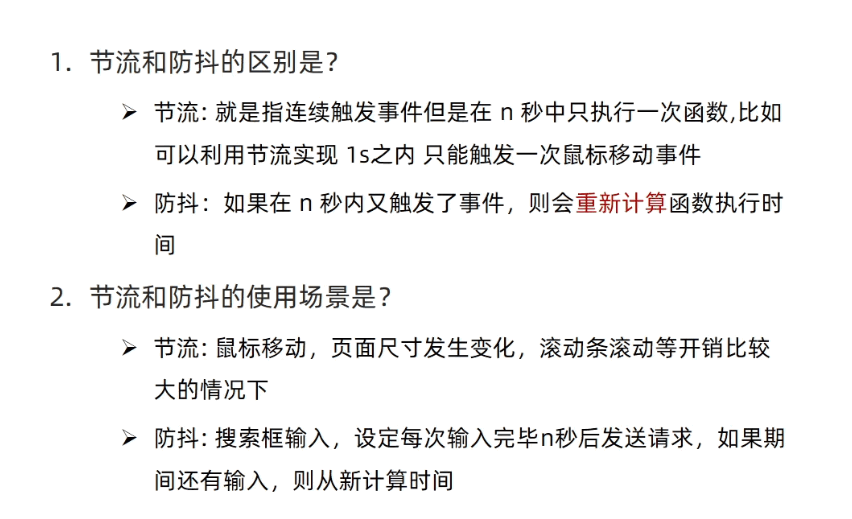 1. 节流和防抖的区别是?
➢ 节流: 就是指连续触发事件但是在 n 秒中只执行一次函数,比如
可以利用节流实现 1s之内 只能触发一次鼠标移动事件
➢ 防抖：如果在 n 秒内又触发了事件，则会重新计算函数执行时
间
2. 节流和防抖的使用场景是?
➢ 节流: 鼠标移动，页面尺寸发生变化，滚动条滚动等开销比较
大的情况下
➢ 防抖: 搜索框输入，设定每次输入完毕n秒后发送请求，如果期
间还有输入，则从新计算时间